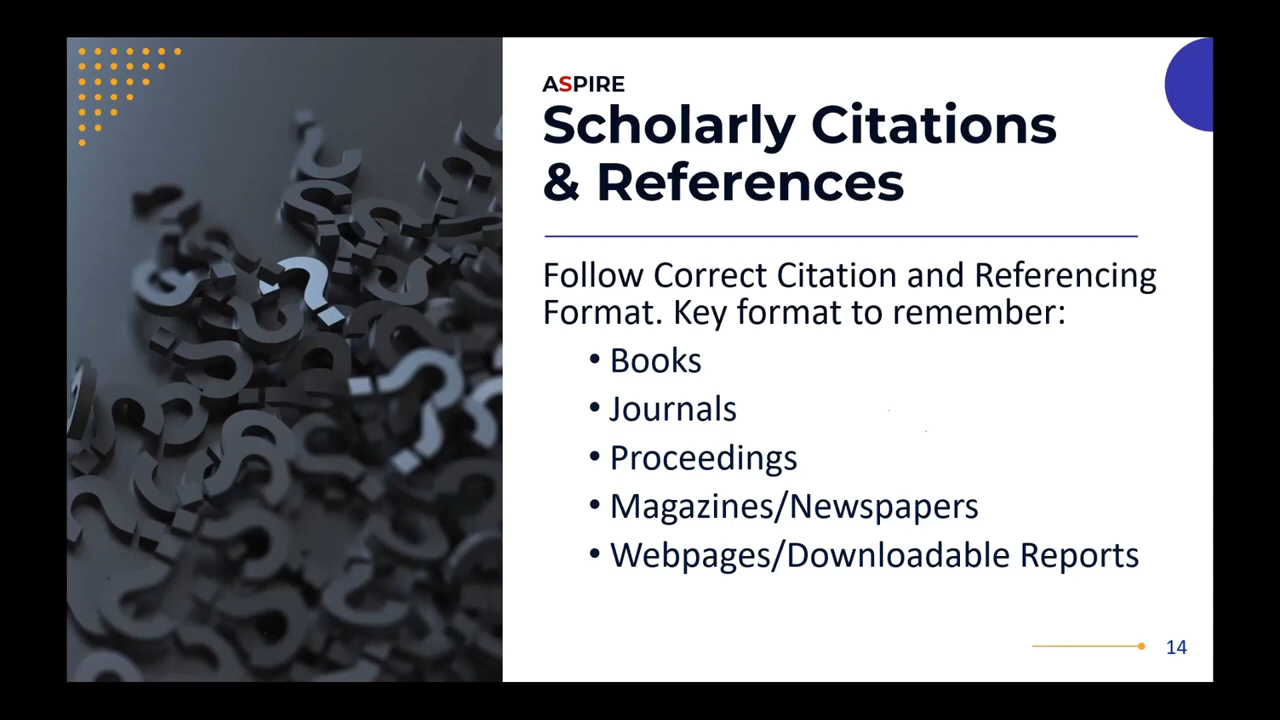 ASPIRE
Scholarly Citations
& References
Follow Correct Citation and Referencing
Format. Key format to remember:
• Books
• Journals
• Proceedings
• Magazines/Newspapers
• Webpages/Downloadable Reports
14